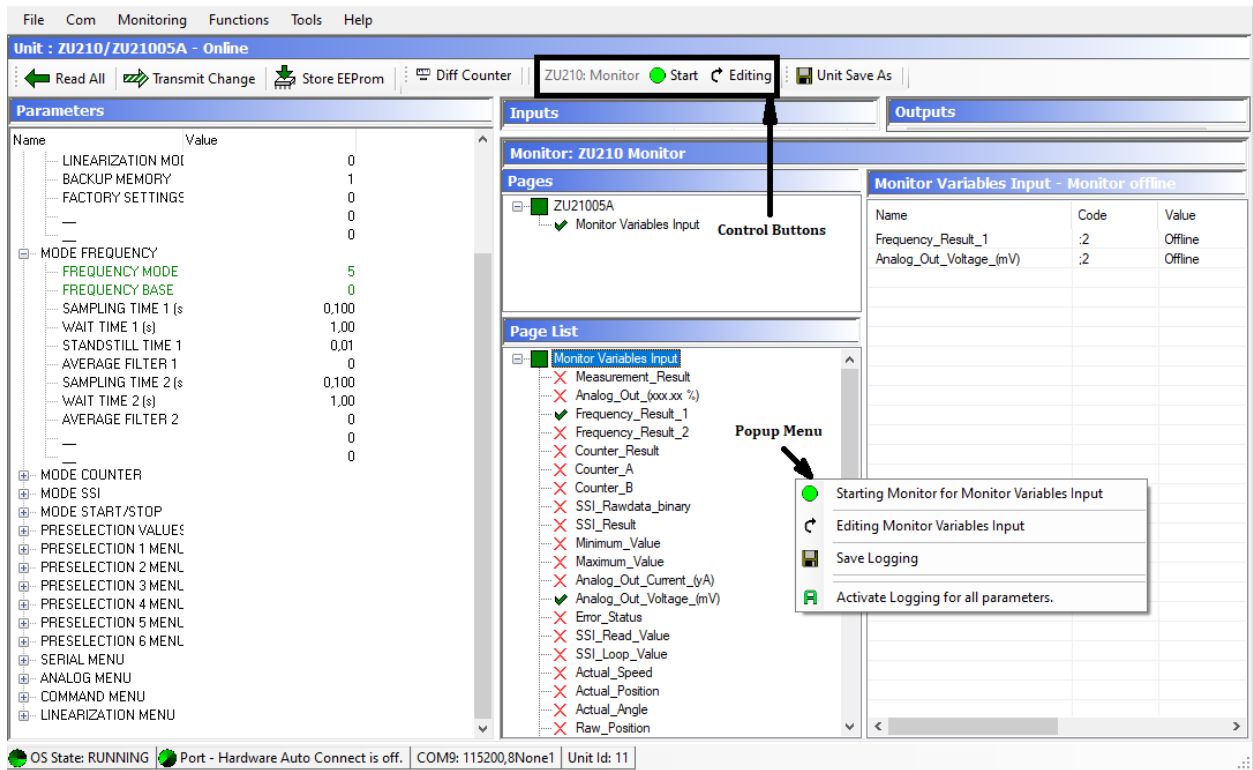 File Com Monitoring Functions Tools Help
Unit : ZU210/ZU21005A - Online
Read All Transmit Change Store EEProm Diff Counter ZU210: Monitor Start Editing Unit Save As
Parameters
Name Value
LINEARIZATION MOD 0
BACKUP MEMORY 1
FACTORY SETTINGS 0
__ 0
__ 0
MODE FREQUENCY
FREQUENCY MODE 5
FREQUENCY BASE 0
SAMPLING TIME 1 (s 0,100
WAIT TIME 1 (s) 1,00
STANDSTILL TIME 1 0,01
AVERAGE FILTER 1 0
SAMPLING TIME 2 (s 0,100
WAIT TIME 2 (s) 1,00
AVERAGE FILTER 2 0
__ 0
__ 0
MODE COUNTER
MODE SSI
MODE START/STOP
PRESELECTION VALUES
PRESELECTION 1 MENU
PRESELECTION 2 MENU
PRESELECTION 3 MENU
PRESELECTION 4 MENU
PRESELECTION 5 MENU
PRESELECTION 6 MENU
SERIAL MENU
ANALOG MENU
COMMAND MENU
LINEARIZATION MENU
Inputs
Outputs
Monitor: ZU210 Monitor
Pages
ZU21005A
Monitor Variables Input
Control Buttons
Page List
Monitor Variables Input
Measurement_Result
Analog_Out_(xxx.xx %)
Frequency_Result_1
Frequency_Result_2
Counter_Result
Counter_A
Counter_B
SSI_Rawdata_binary
SSI_Result
Minimum_Value
Maximum_Value
Analog_Out_Current_(yA)
Analog_Out_Voltage_(mV)
Error_Status
SSI_Read_Value
SSI_Loop_Value
Actual_Speed
Actual_Position
Actual_Angle
Raw_Position
Popup Menu
Monitor Variables Input - Monitor offline
Name Code Value
Frequency_Result_1 :2 Offline
Analog_Out_Voltage_(mV) ;2 Offline
Starting Monitor for Monitor Variables Input
Editing Monitor Variables Input
Save Logging
Activate Logging for all parameters.
OS State: RUNNING Port - Hardware Auto Connect is off. COM9: 115200,8None1 Unit Id: 11